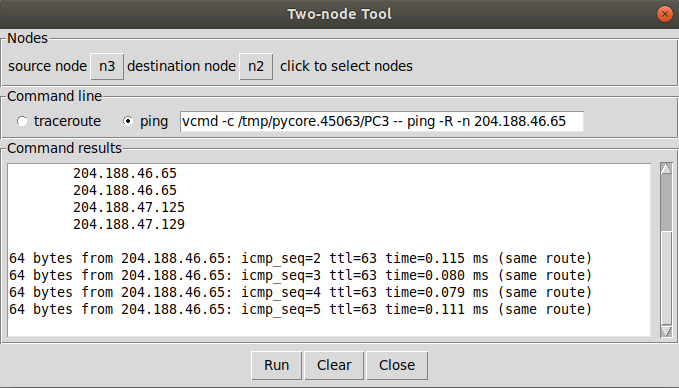 Two-node Tool
Nodes
source node n3 destination node n2 click to select nodes
Command line
traceroute ping vcmd -c /tmp/pycore.45063/PC3 -- ping -R -n 204.188.46.65
Command results
204.188.46.65
204.188.46.65
204.188.47.125
204.188.47.129
64 bytes from 204.188.46.65: icmp_seq=2 ttl=63 time=0.115 ms (same route)
64 bytes from 204.188.46.65: icmp_seq=3 ttl=63 time=0.080 ms (same route)
64 bytes from 204.188.46.65: icmp_seq=4 ttl=63 time=0.079 ms (same route)
64 bytes from 204.188.46.65: icmp_seq=5 ttl=63 time=0.111 ms (same route)
Run Clear Close